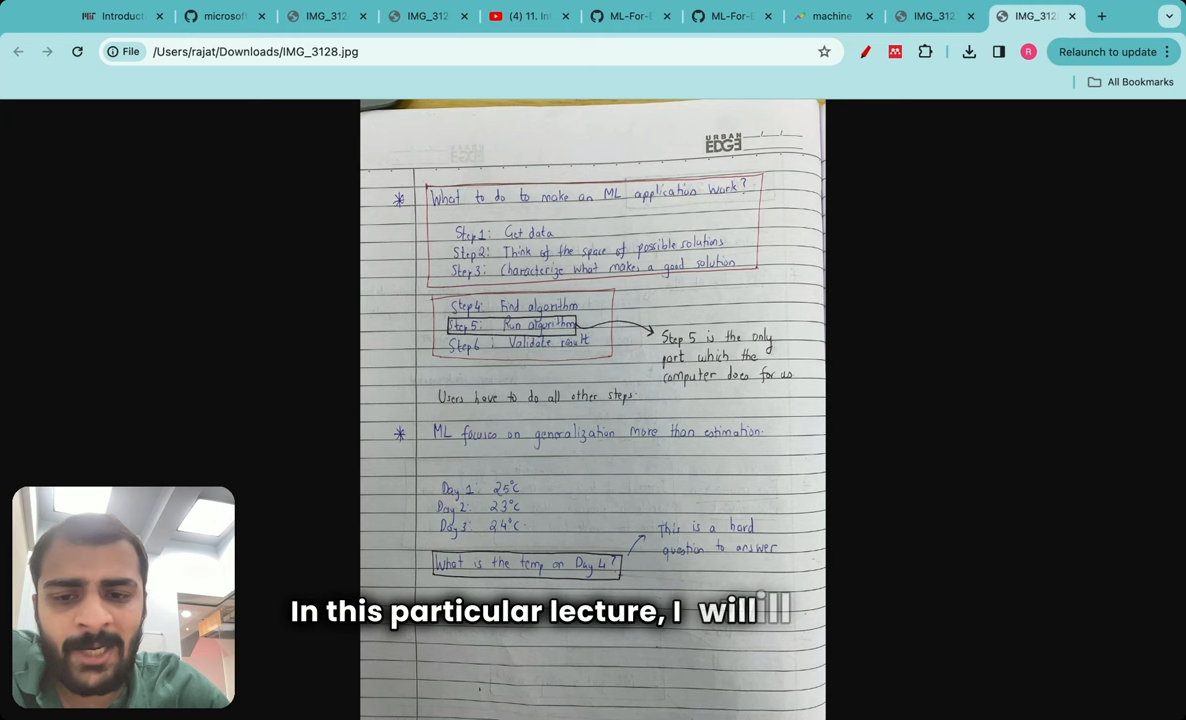 MIT Introduct
microsof
IMG_312
IMG_312
(4) 11. In
ML-For-B
ML-For-B
machine
IMG_312
IMG_312
File /Users/rajat/Downloads/IMG_3128.jpg
R
Relaunch to update
All Bookmarks
URBAN
EDGE
* What to do to make an ML application work?
Step 1: Get data
Step 2: Think of the space of possible solutions
Step 3: Characterize what makes a good solution
Step 4: Find algorithm
Step 5: Run algorithm
Step 6: Validate result
Step 5 is the only
part which the
computer does for us
Users have to do all other steps.
* ML focuses on generalization more than estimation.
Day 1: 25°C
Day 2: 23°C
Day 3: 24°C
This is a hard
question to answer
What is the temp on Day 4?
In this particular lecture, I will